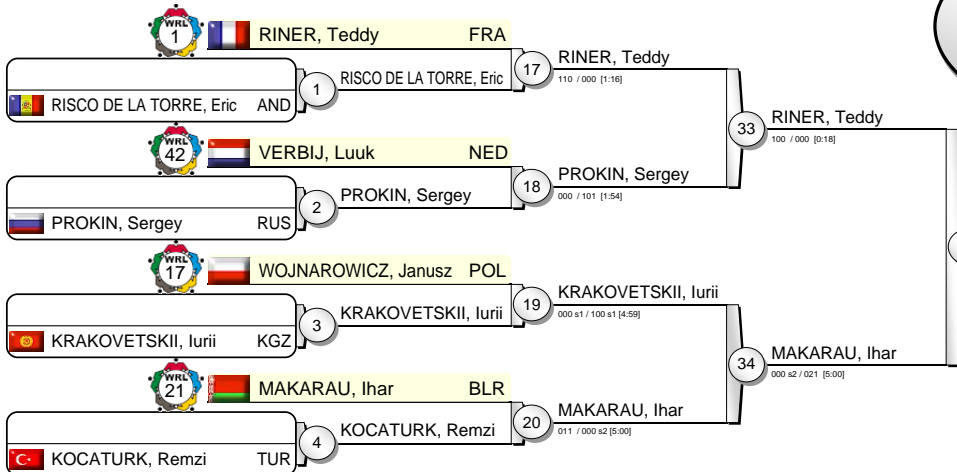 WRL
1
RINER, Teddy FRA
RISCO DE LA TORRE, Eric AND
1
RISCO DE LA TORRE, Eric
17
RINER, Teddy
110 / 000 [1:16]
WRL
42
VERBIJ, Luuk NED
PROKIN, Sergey RUS
2
PROKIN, Sergey
18
PROKIN, Sergey
000 / 101 [1:54]
33
RINER, Teddy
100 / 000 [0:18]
WRL
17
WOJNAROWICZ, Janusz POL
KRAKOVETSKII, Iurii KGZ
3
KRAKOVETSKII, Iurii
19
KRAKOVETSKII, Iurii
000 s1 / 100 s1 [4:59]
WRL
21
MAKARAU, Ihar BLR
KOCATURK, Remzi TUR
4
KOCATURK, Remzi
20
MAKARAU, Ihar
011 / 000 s2 [5:00]
34
MAKARAU, Ihar
000 s2 / 021 [5:00]